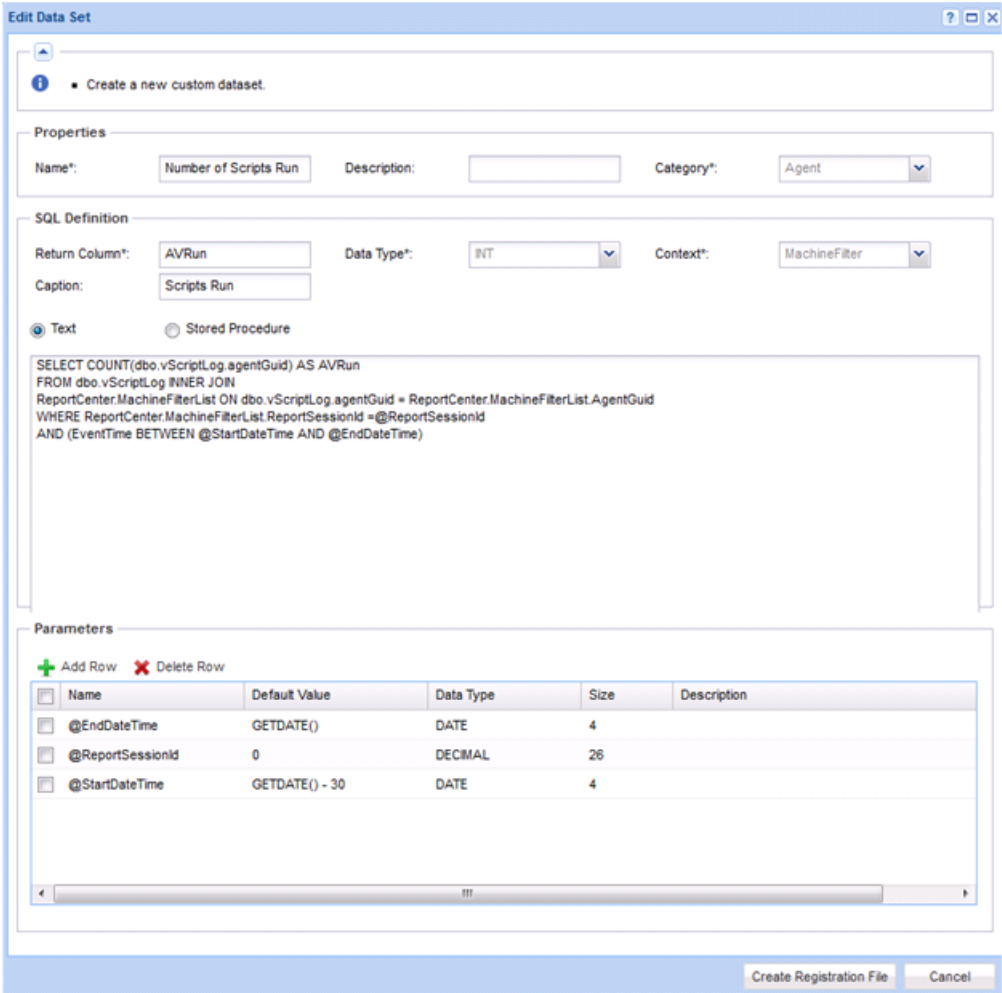 Edit Data Set
Create a new custom dataset.
Properties
Name*: Number of Scripts Run Description: Category*: Agent
SQL Definition
Return Column*: AVRun Data Type*: INT Context*: MachineFilter
Caption: Scripts Run
Text Stored Procedure
SELECT COUNT(dbo.vScriptLog.agentGuid) AS AVRun
FROM dbo.vScriptLog INNER JOIN
ReportCenter.MachineFilterList ON dbo.vScriptLog.agentGuid = ReportCenter.MachineFilterList.AgentGuid
WHERE ReportCenter.MachineFilterList.ReportSessionId =@ReportSessionId
AND (EventTime BETWEEN @StartDateTime AND @EndDateTime)
Parameters
Add Row Delete Row
Name Default Value Data Type Size Description
@EndDateTime GETDATE() DATE 4
@ReportSessionId 0 DECIMAL 26
@StartDateTime GETDATE() - 30 DATE 4
Create Registration File Cancel